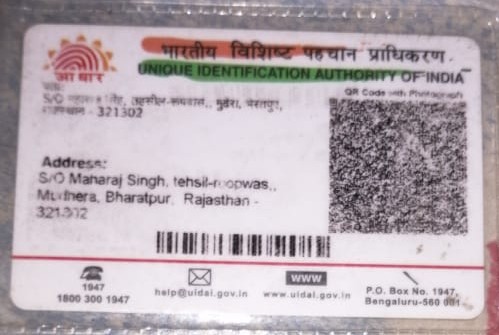 भारतीय विशिष्ट पहचान प्राधिकरण
UNIQUE IDENTIFICATION AUTHORITY OF INDIA
आधार
QR Code with Photograph
S/O सिंह, तहसील-रूपवास,, मुढेरा, भरतपुर,
राजस्थान - 321302
Address:
S/O Maharaj Singh, tehsil-roopwas,,
Mudhera, Bharatpur, Rajasthan -
321302
1947
1800 300 1947
help@uidai.gov.in
www
www.uidai.gov.in
P.O. Box No. 1947,
Bengaluru-560 001